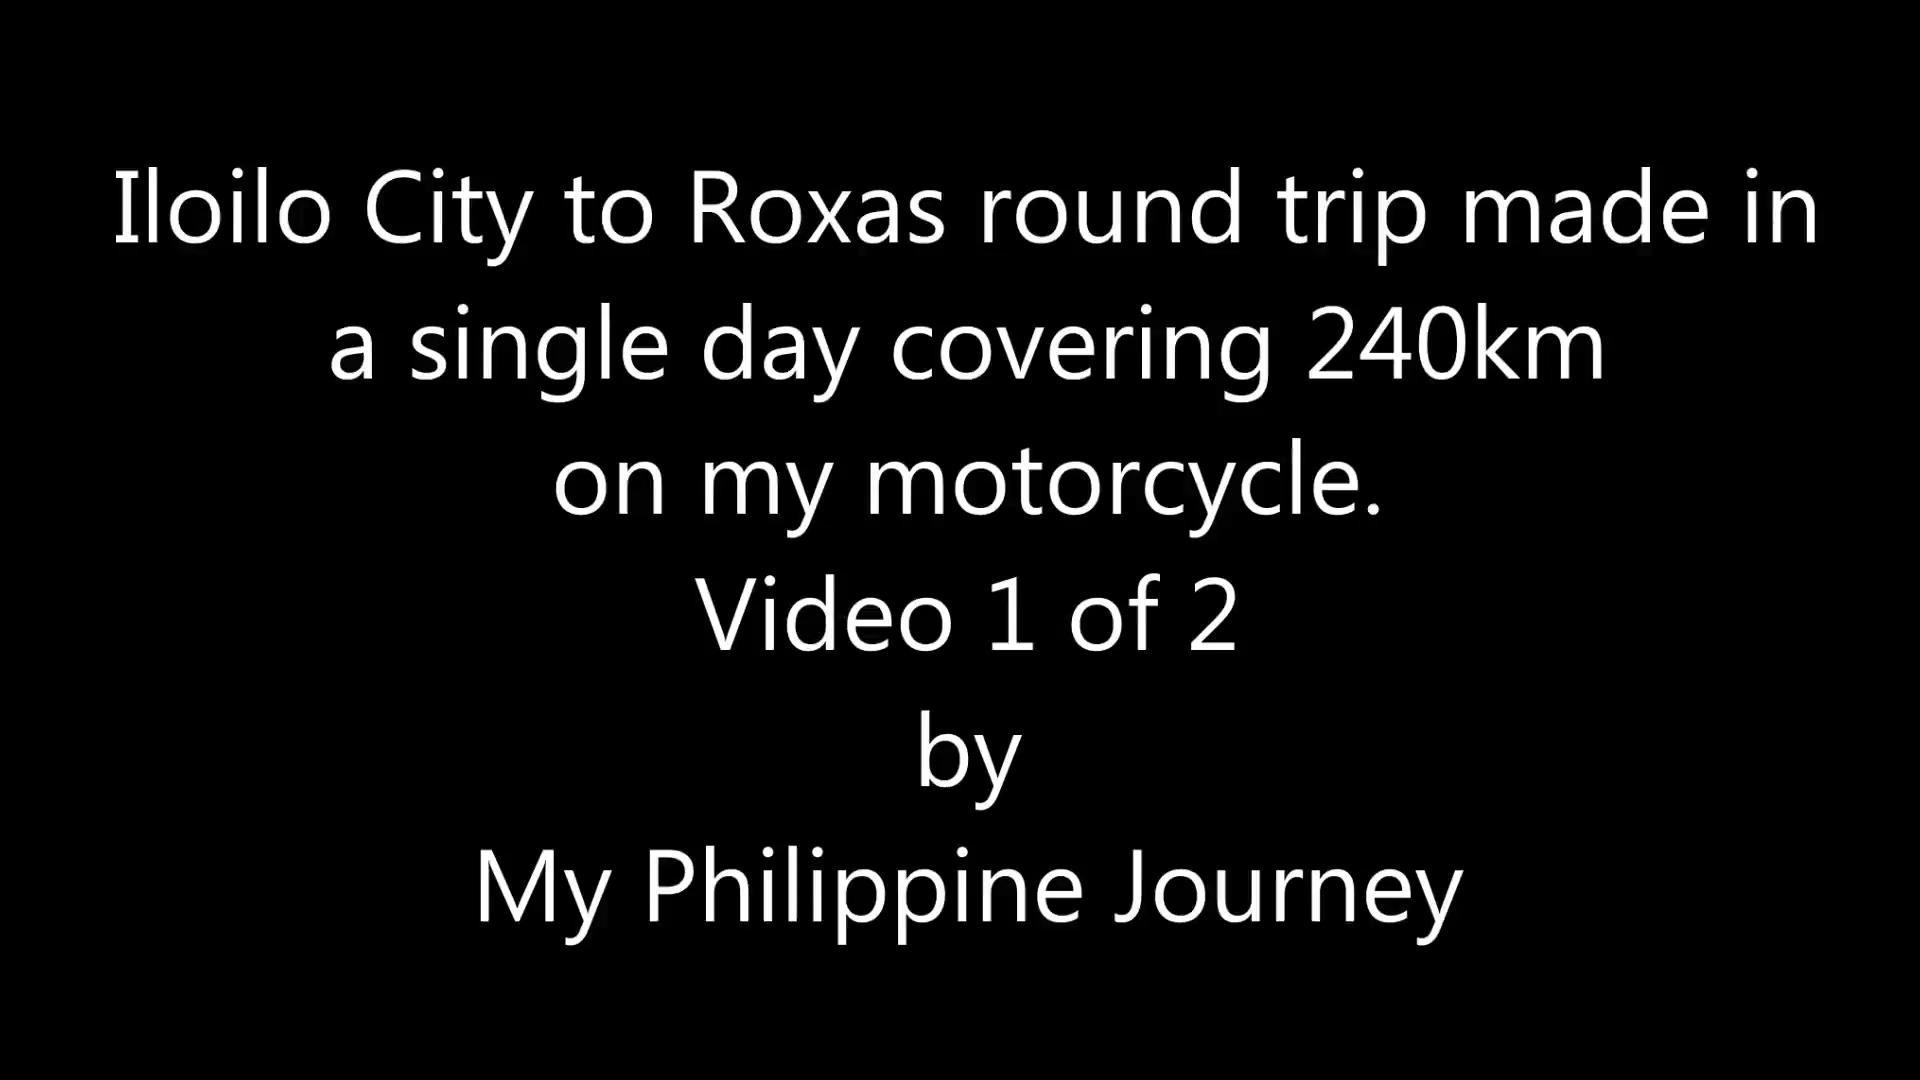 Iloilo City to Roxas round trip made in
a single day covering 240km
on my motorcycle.
Video 1 of 2
by
My Philippine Journey